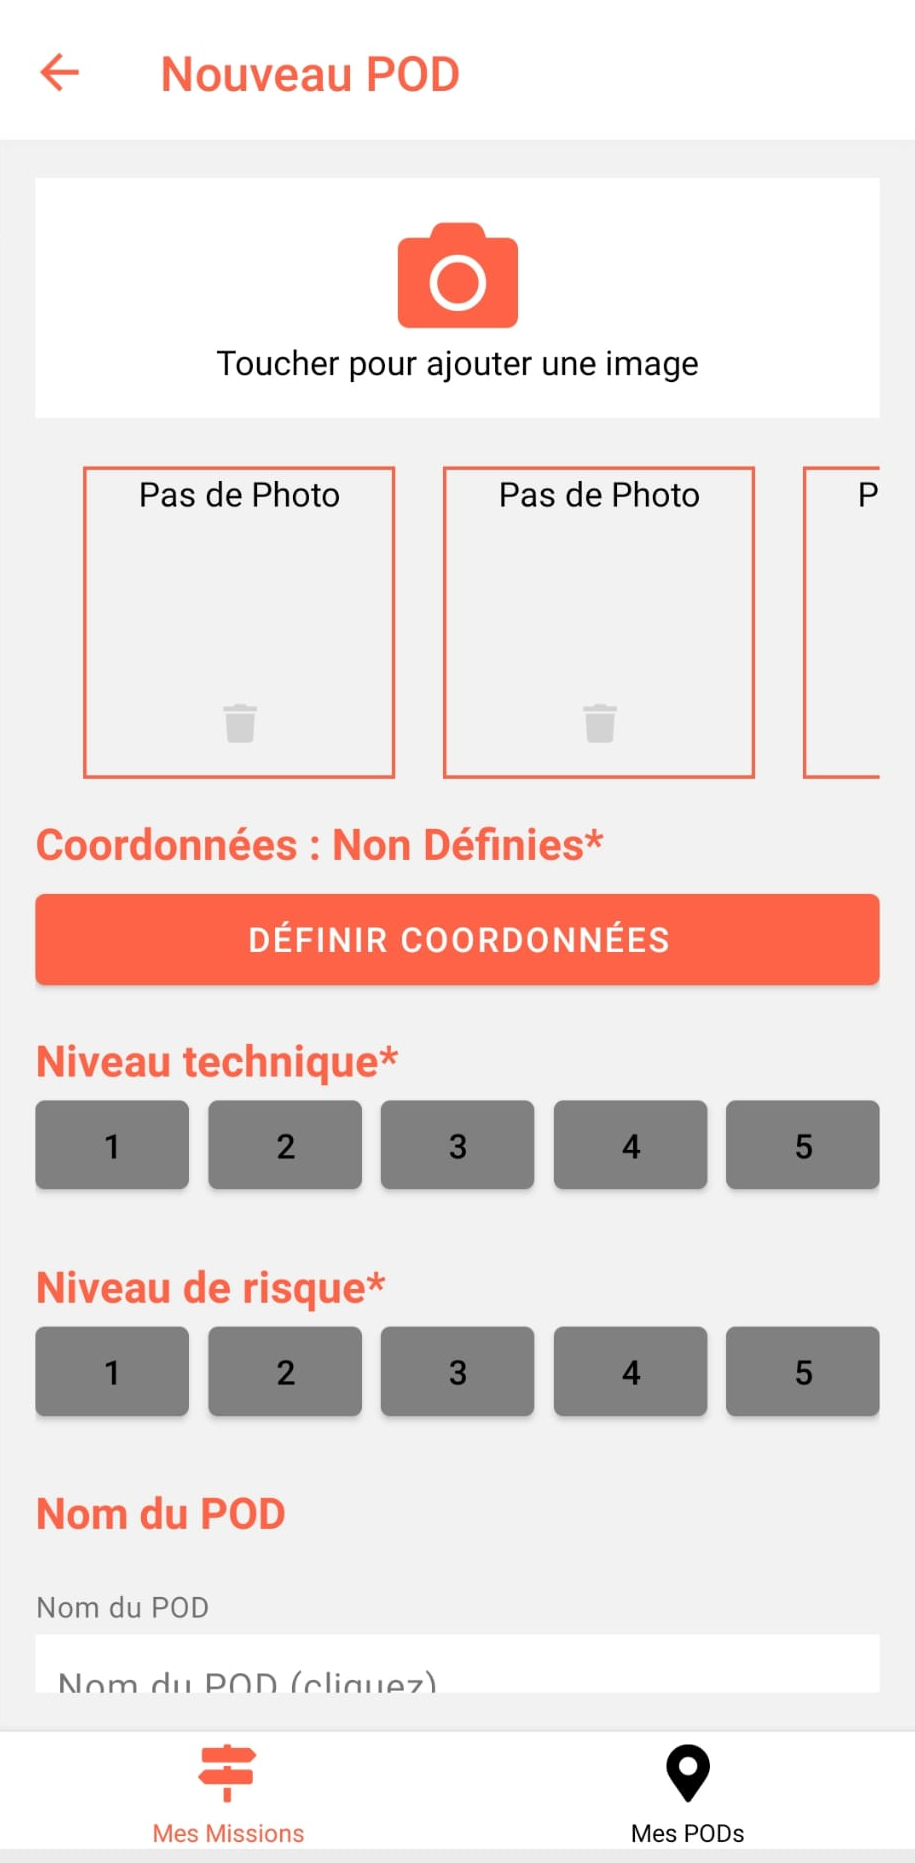 Nouveau POD
Toucher pour ajouter une image
Pas de Photo
Pas de Photo
P
Coordonnées : Non Définies*
DÉFINIR COORDONNÉES
Niveau technique*
1 2 3 4 5
Niveau de risque*
1 2 3 4 5
Nom du POD
Nom du POD
Nom du POD (cliquez)
Mes Missions
Mes PODs